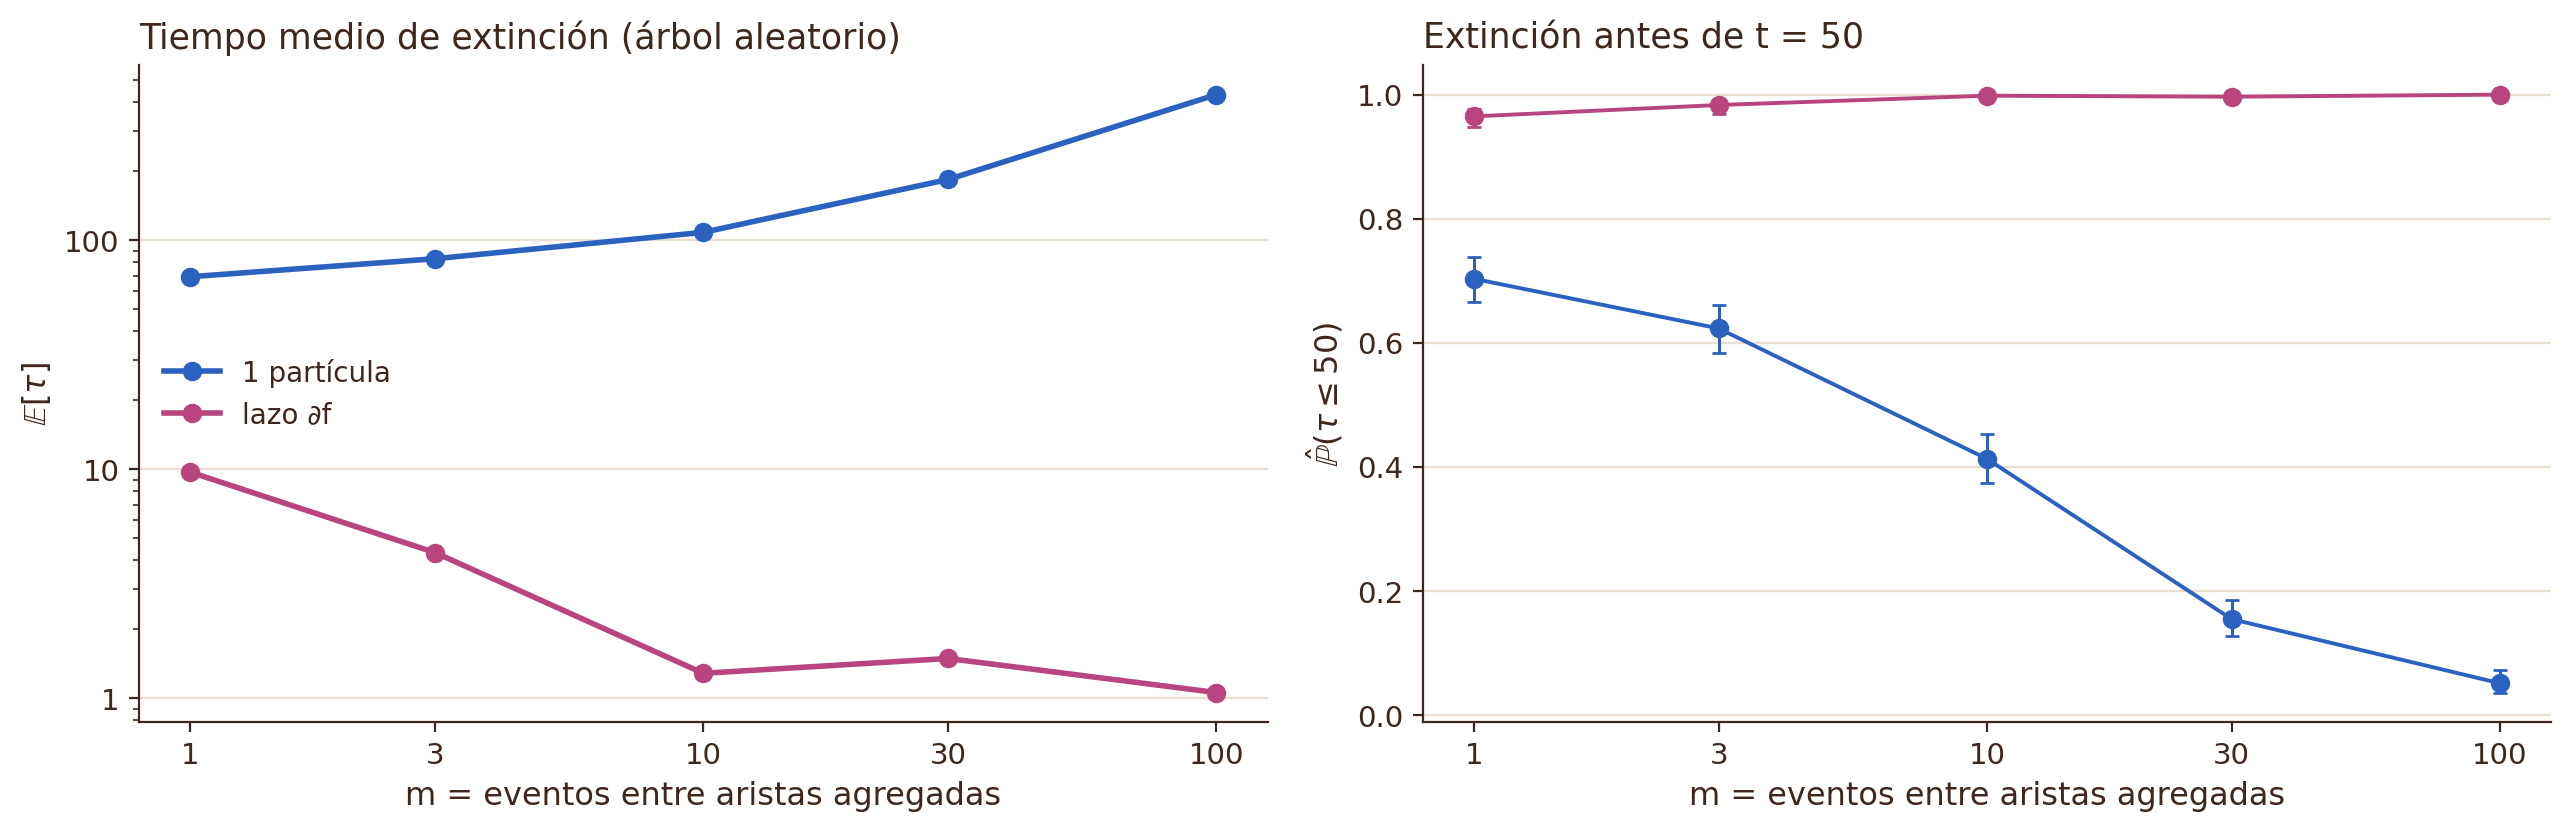 Tiempo medio de extinción (árbol aleatorio)
𝔼[τ]
100
10
1
1 partícula
lazo ∂f
1 3 10 30 100
m = eventos entre aristas agregadas
Extinción antes de t = 50
ℙ̂(τ ≤ 50)
1.0
0.8
0.6
0.4
0.2
0.0
1 3 10 30 100
m = eventos entre aristas agregadas